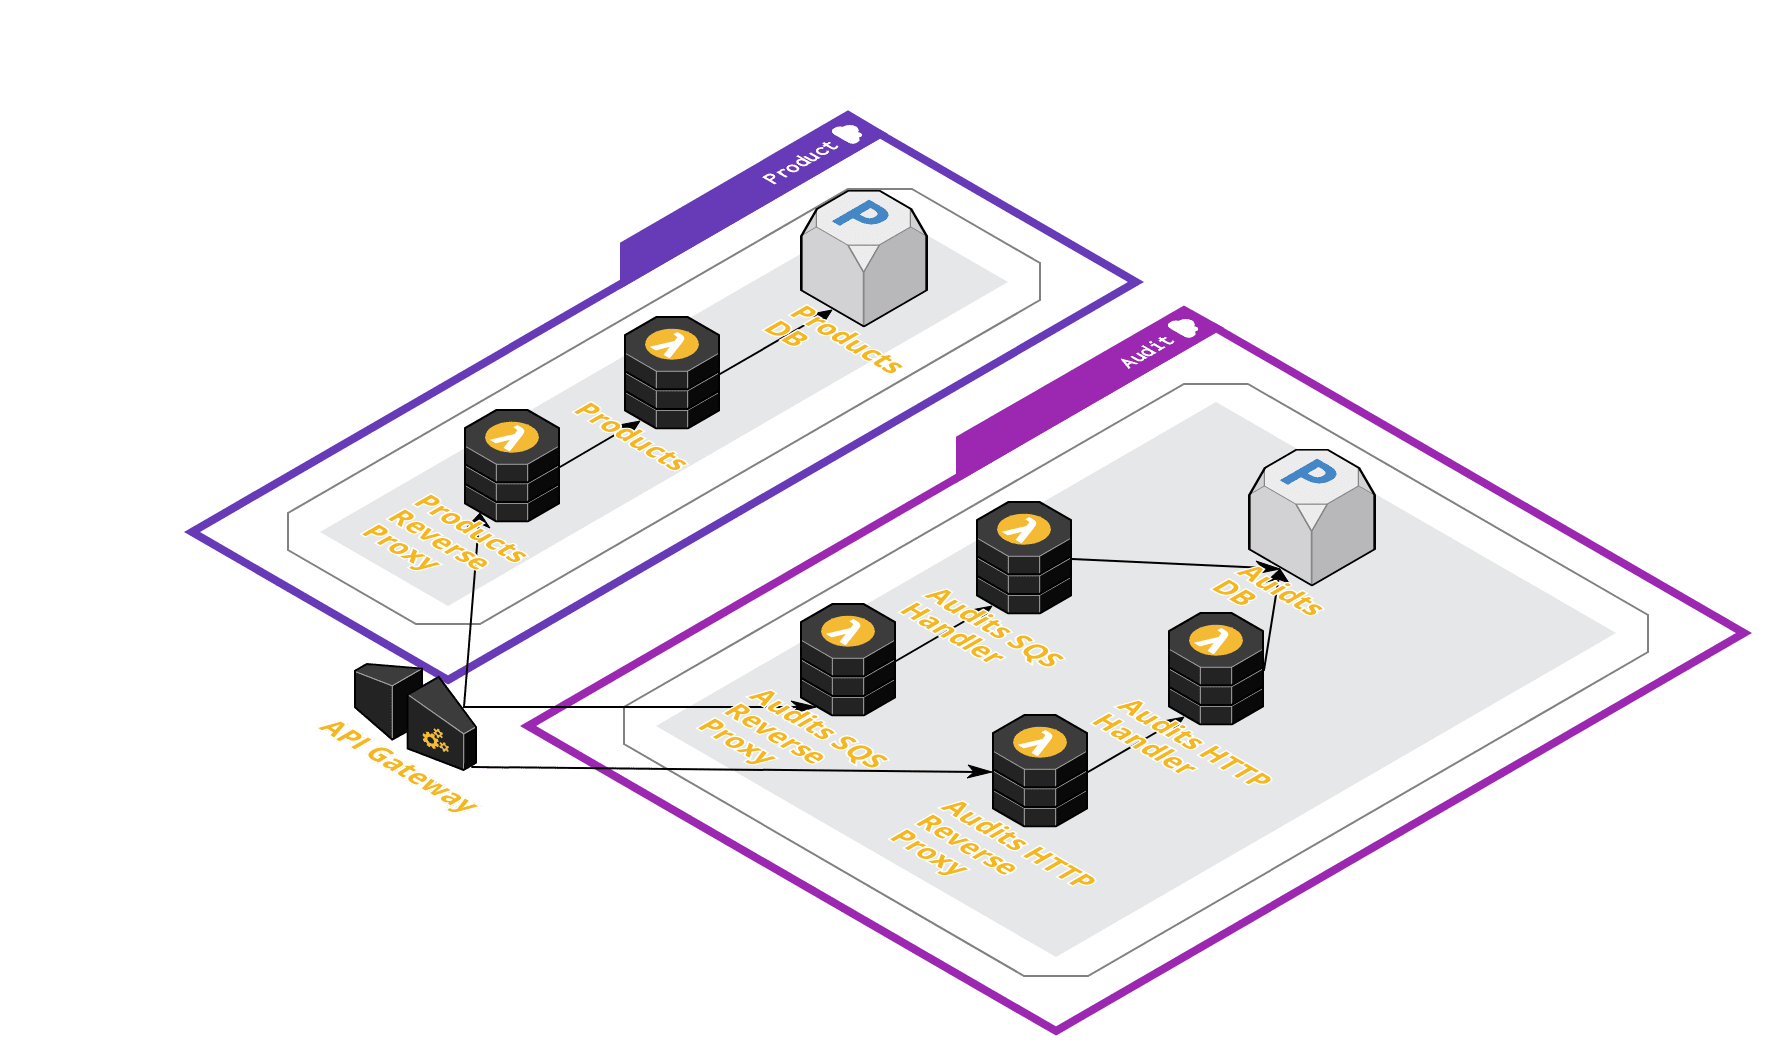 Product
P
Products
DB
Products
Products
Reverse
Proxy
API Gateway
Audit
P
Auidts
DB
Audits SQS
Handler
Audits SQS
Reverse
Proxy
Audits HTTP
Handler
Audits HTTP
Reverse
Proxy